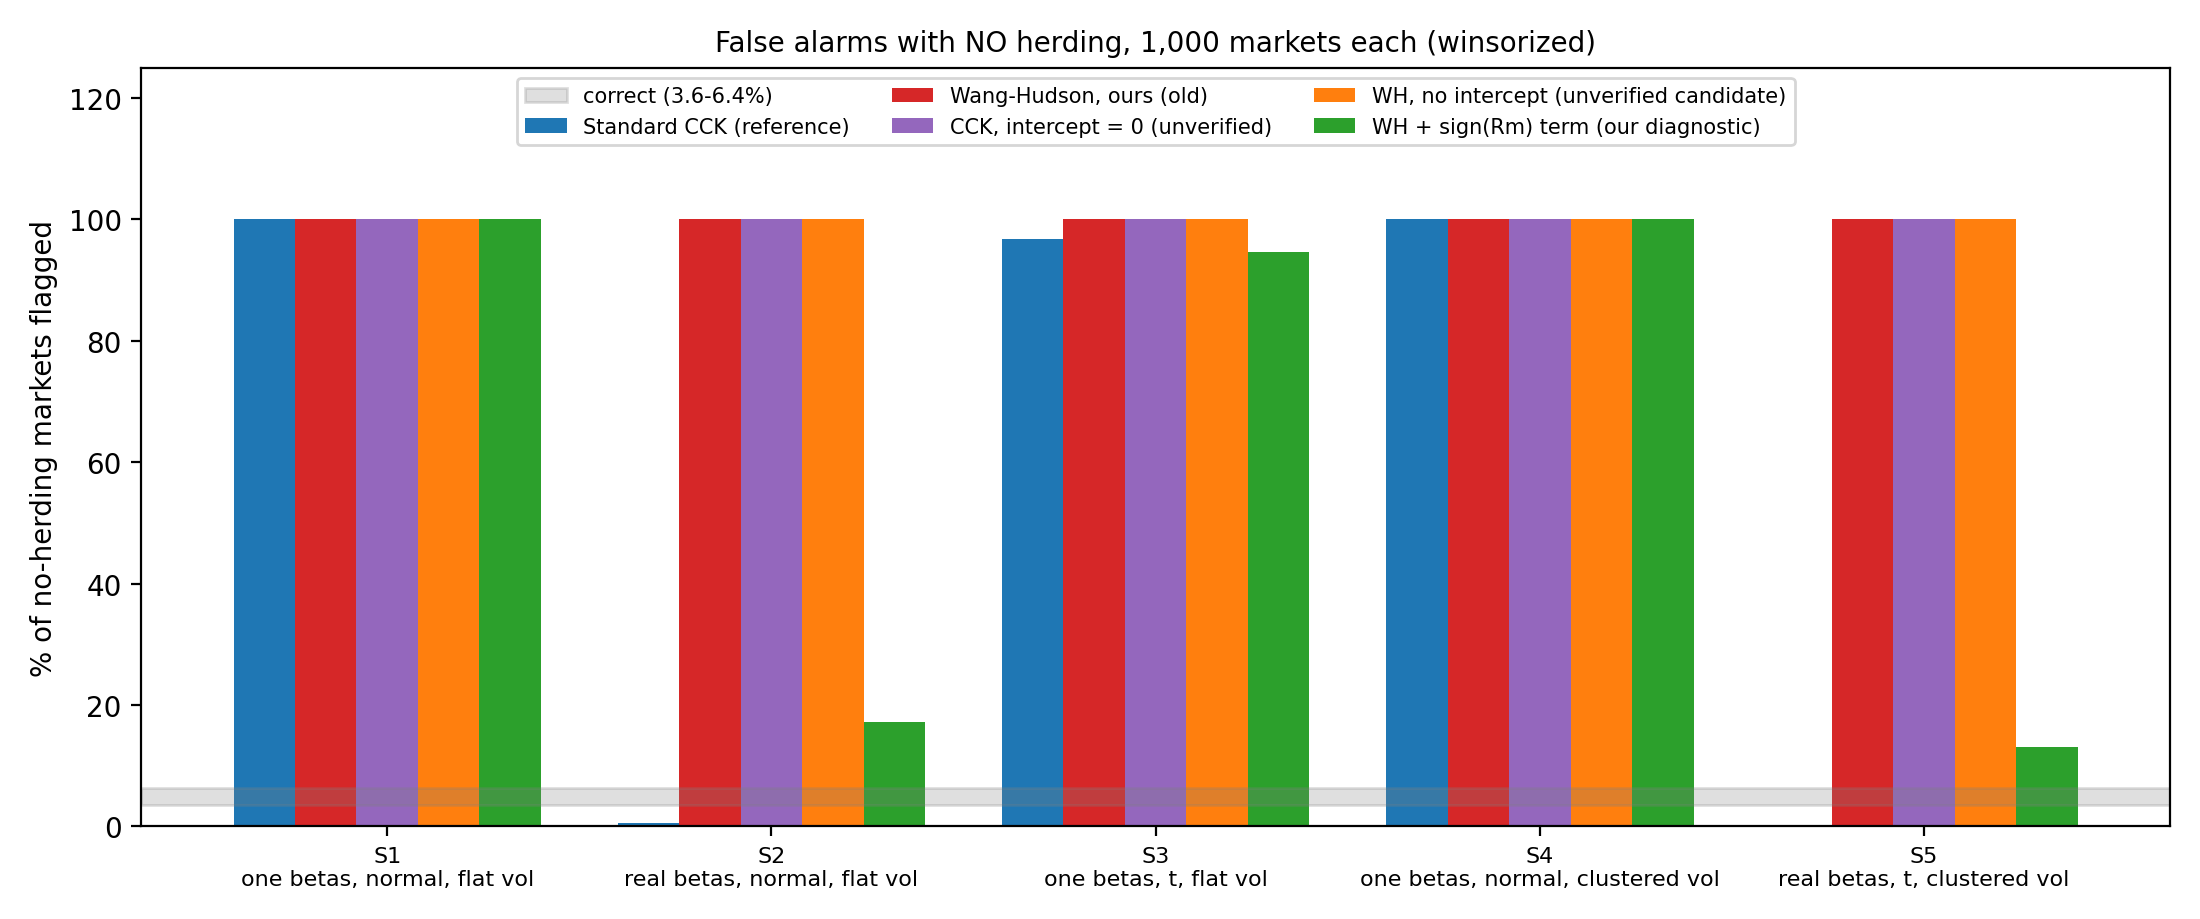 False alarms with NO herding, 1,000 markets each (winsorized)
correct (3.6-6.4%)
Standard CCK (reference)
Wang-Hudson, ours (old)
CCK, intercept = 0 (unverified)
WH, no intercept (unverified candidate)
WH + sign(Rm) term (our diagnostic)
% of no-herding markets flagged
120
100
80
60
40
20
0
S1
one betas, normal, flat vol
S2
real betas, normal, flat vol
S3
one betas, t, flat vol
S4
one betas, normal, clustered vol
S5
real betas, t, clustered vol